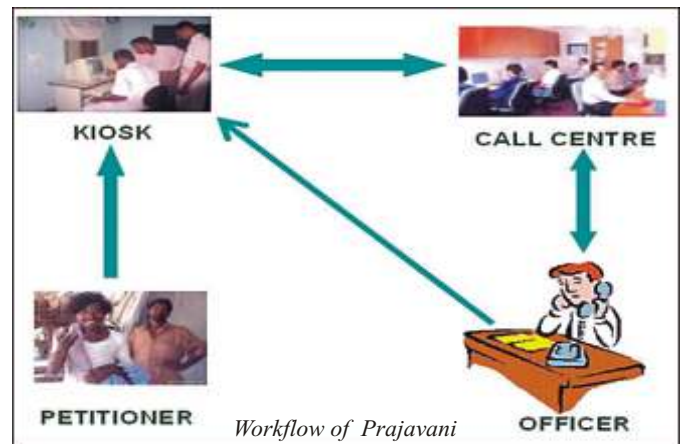 KIOSK
CALL CENTRE
PETITIONER
Workflow of Prajavani
OFFICER